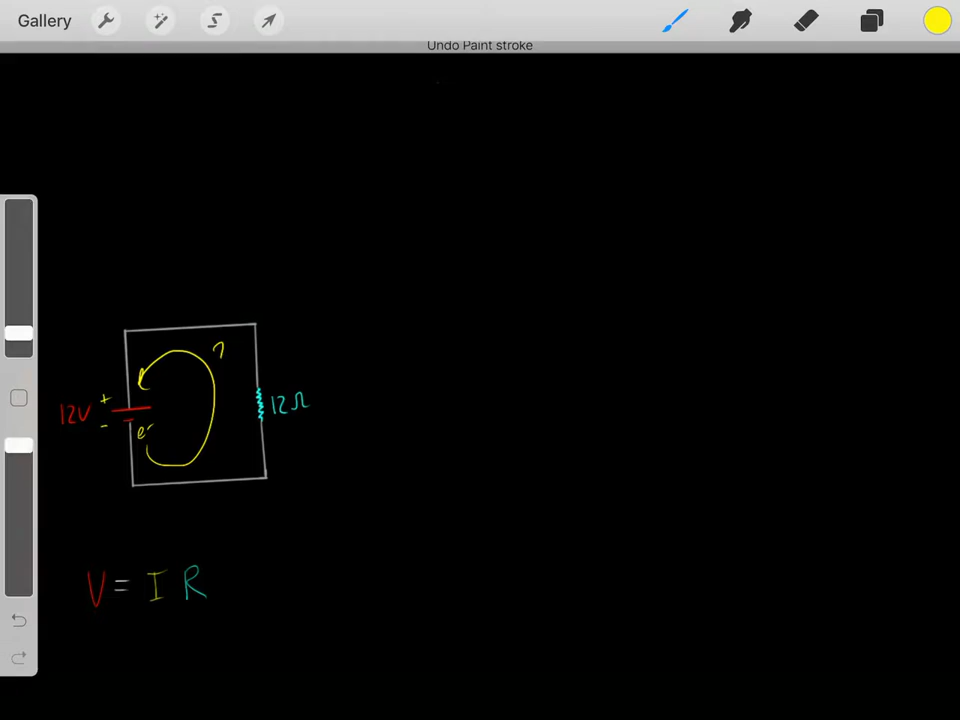 Gallery
Undo Paint stroke
?
12V + -
e-
12Ω
V = I R